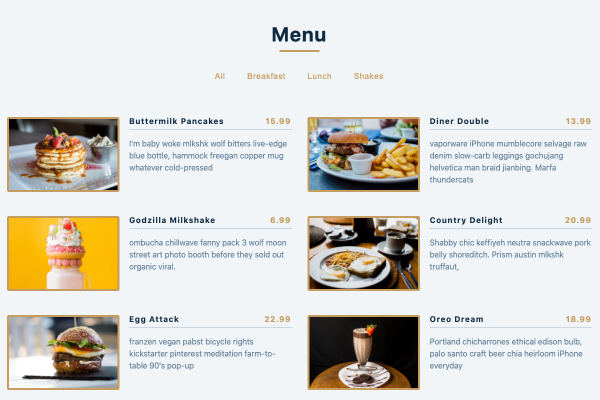 Menu
All Breakfast Lunch Shakes
Buttermilk Pancakes 15.99
I'm baby woke mlkshk wolf bitters live-edge
blue bottle, hammock freegan copper mug
whatever cold-pressed
Diner Double 13.99
vaporware iPhone mumblecore selvage raw
denim slow-carb leggings gochujang
helvetica man braid jianbing. Marfa
thundercats
Godzilla Milkshake 6.99
ombucha chillwave fanny pack 3 wolf moon
street art photo booth before they sold out
organic viral.
Country Delight 20.99
Shabby chic keffiyeh neutra snackwave pork
belly shoreditch. Prism austin mlkshk
truffaut,
Egg Attack 22.99
franzen vegan pabst bicycle rights
kickstarter pinterest meditation farm-to-
table 90's pop-up
Oreo Dream 18.99
Portland chicharrones ethical edison bulb,
palo santo craft beer chia heirloom iPhone
everyday